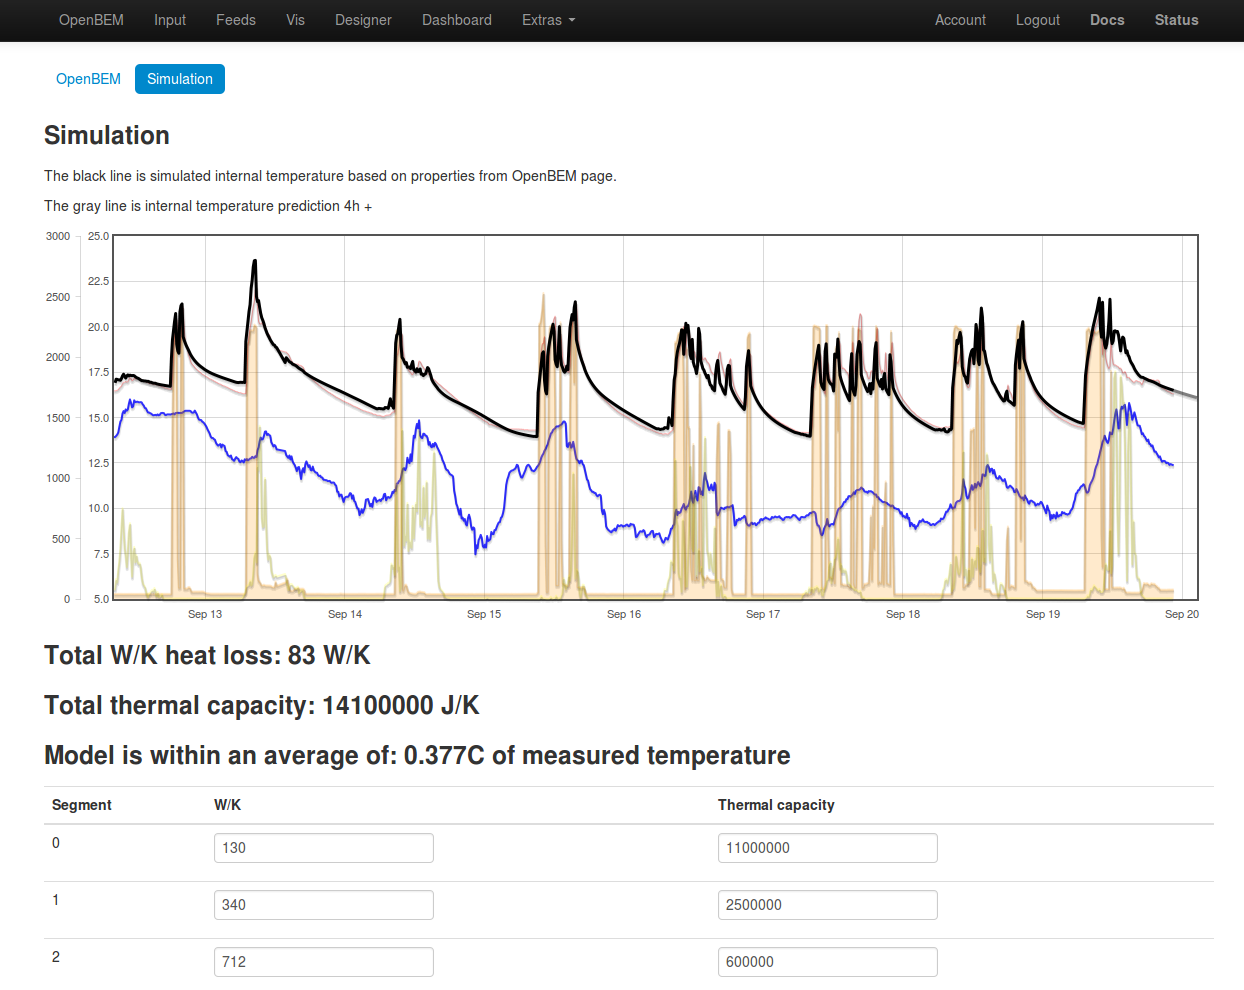 OpenBEM Input Feeds Vis Designer Dashboard Extras Account Logout Docs Status
OpenBEM Simulation
Simulation
The black line is simulated internal temperature based on properties from OpenBEM page.
The gray line is internal temperature prediction 4h +
3000 25.0
22.5
2500
20.0
2000
17.5
1500 15.0
12.5
1000
10.0
500
7.5
0 5.0
Sep 13 Sep 14 Sep 15 Sep 16 Sep 17 Sep 18 Sep 19 Sep 20
Total W/K heat loss: 83 W/K
Total thermal capacity: 14100000 J/K
Model is within an average of: 0.377C of measured temperature
Segment W/K Thermal capacity
0 130 11000000
1 340 2500000
2 712 600000